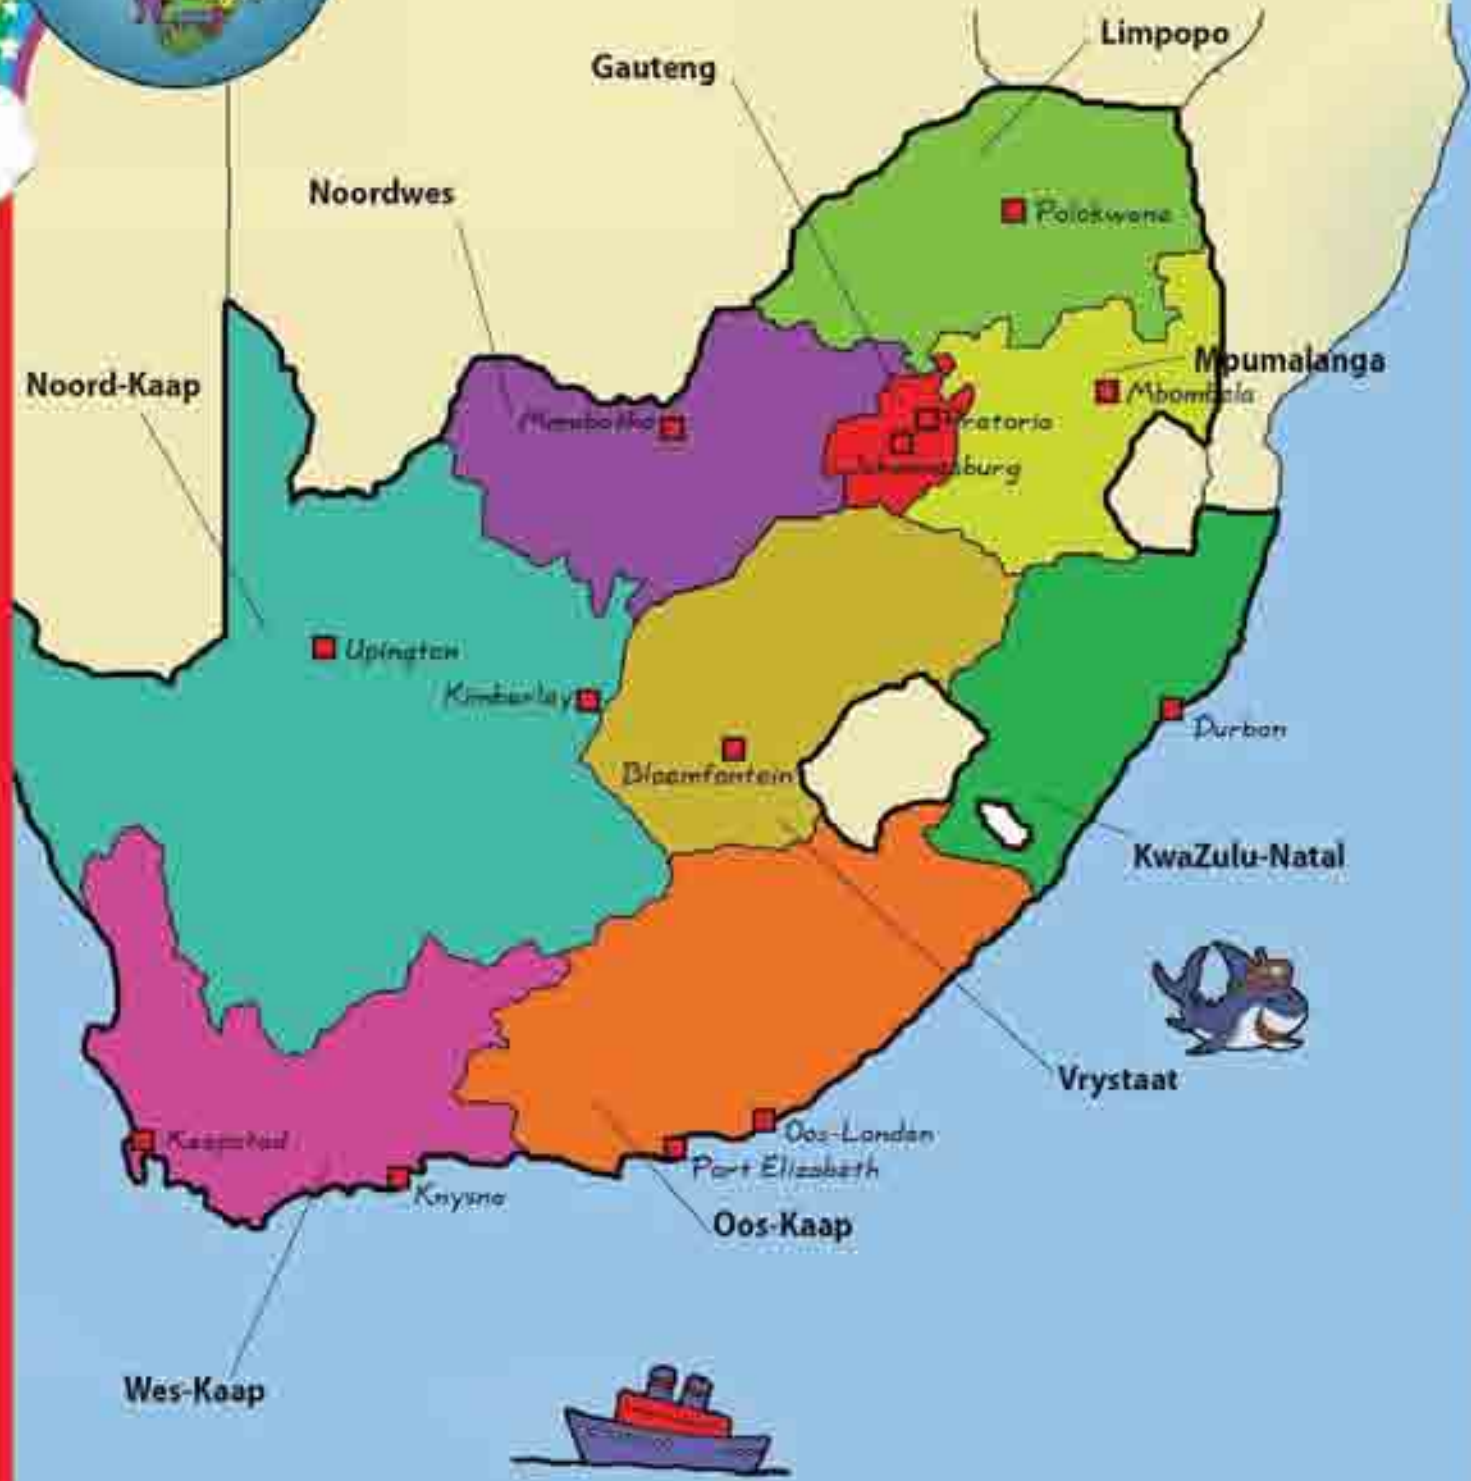 Limpopo
Gauteng
Noordwes
Polokwane
Noord-Kaap
Mpumalanga
Mbombela
Pretoria
Johannesburg
Upington
Kimberley
Durban
Bloemfontein
KwaZulu-Natal
Vrystaat
Kaapstad
Oos-Londen
Port Elizabeth
Knysna
Oos-Kaap
Wes-Kaap